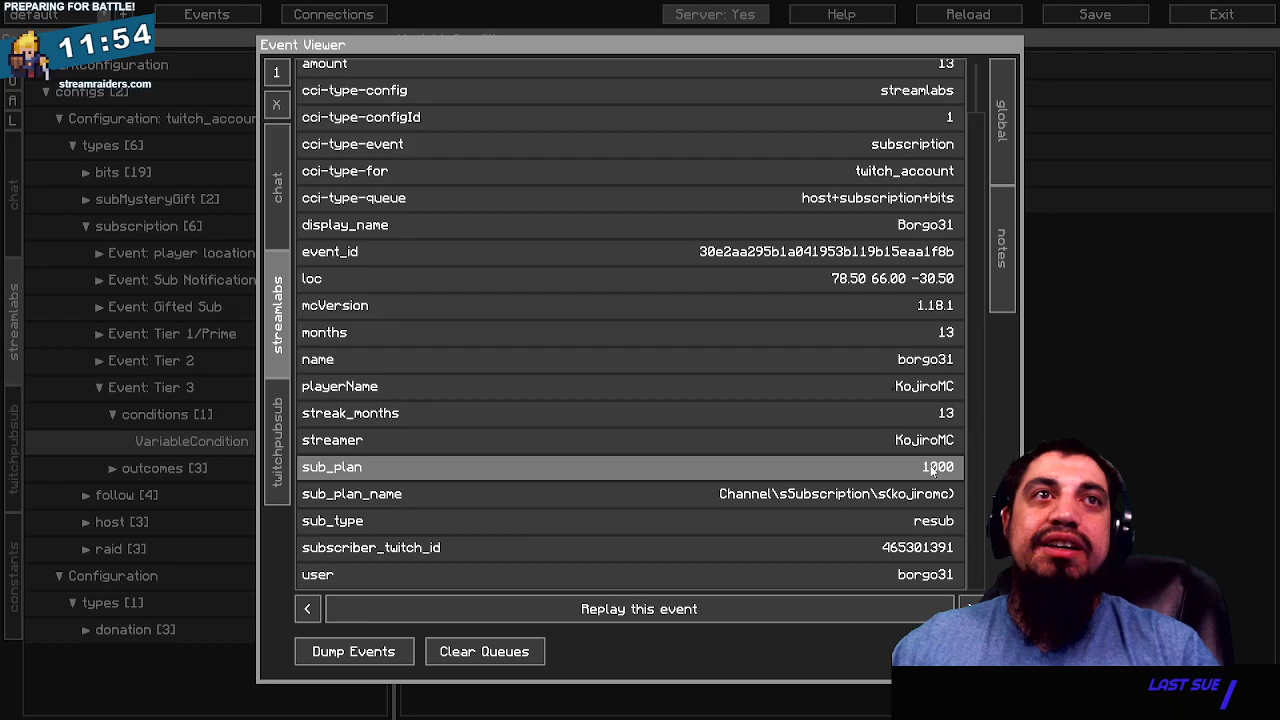 PREPARING FOR BATTLE!
default
+
Events
Connections
Server: Yes
Help
Reload
Save
Exit
11:54
streamraiders.com
configs [2]
Configuration: twitch_accoun
types [6]
bits [19]
subMysteryGift [2]
subscription [6]
Event: player location
Event: Sub Notification
Event: Gifted Sub
Event: Tier 1/Prime
Event: Tier 2
Event: Tier 3
conditions [1]
VariableCondition
outcomes [3]
follow [4]
host [3]
raid [3]
Configuration
types [1]
donation [3]
A
L
chat
streamlabs
twitchpubsub
constants
Event Viewer
1
X
chat
streamlabs
twitchpubsub
amount 13
cci-type-config streamlabs
cci-type-configId 1
cci-type-event subscription
cci-type-for twitch_account
cci-type-queue host+subscription+bits
display_name Borgo31
event_id 30e2aa295b1a041953b119b15eaa1f8b
loc 78.50 66.00 -30.50
mcVersion 1.18.1
months 13
name borgo31
playerName KojiroMC
streak_months 13
streamer KojiroMC
sub_plan 1000
sub_plan_name Channel\sSubscription\s(kojiromc)
sub_type resub
subscriber_twitch_id 465301391
user borgo31
global
notes
<
Replay this event
Dump Events
Clear Queues
LAST SUE